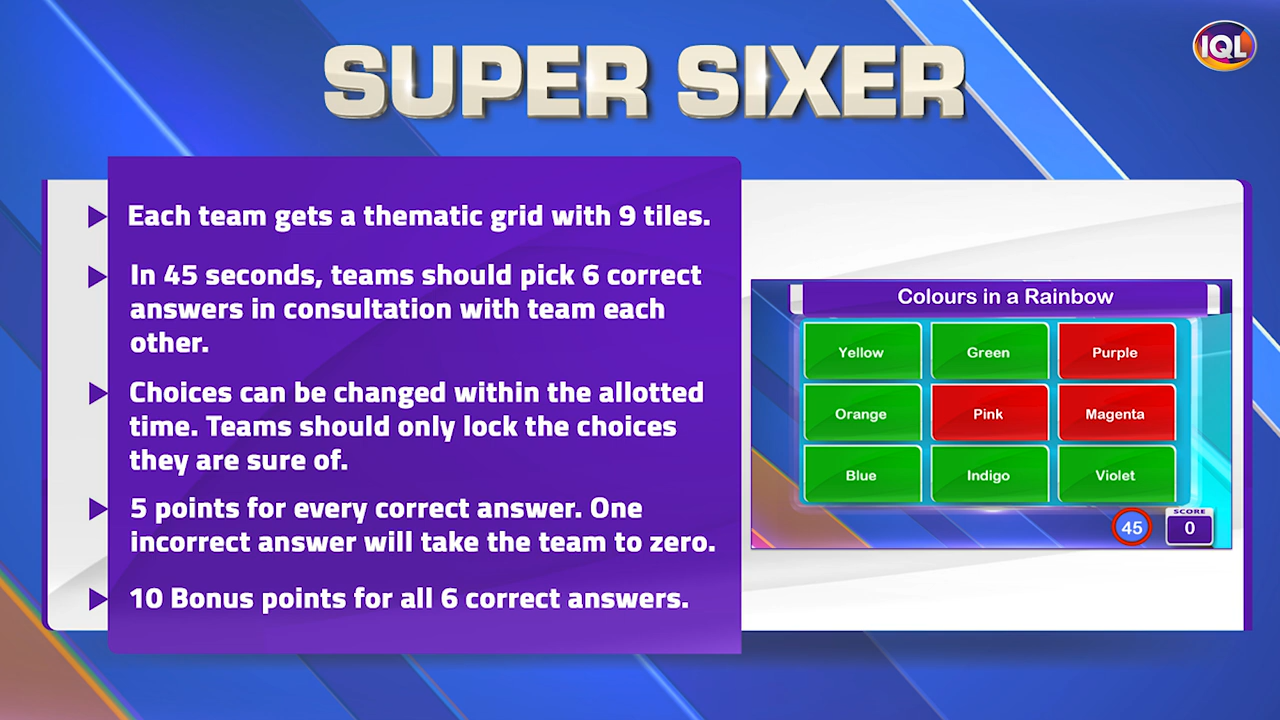 IQL
SUPER SIXER
Each team gets a thematic grid with 9 tiles.
In 45 seconds, teams should pick 6 correct
answers in consultation with team each
other.
Choices can be changed within the allotted
time. Teams should only lock the choices
they are sure of.
5 points for every correct answer. One
incorrect answer will take the team to zero.
10 Bonus points for all 6 correct answers.
Colours in a Rainbow
Yellow Green Purple
Orange Pink Magenta
Blue Indigo Violet
SCORE
45 0